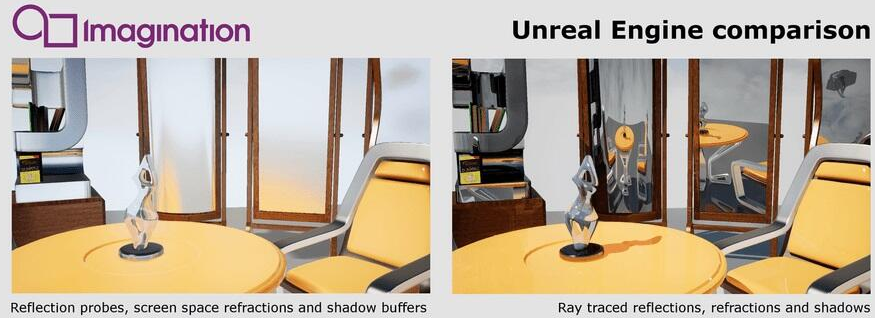 Imagination
Unreal Engine comparison
Reflection probes, screen space refractions and shadow buffers
Ray traced reflections, refractions and shadows